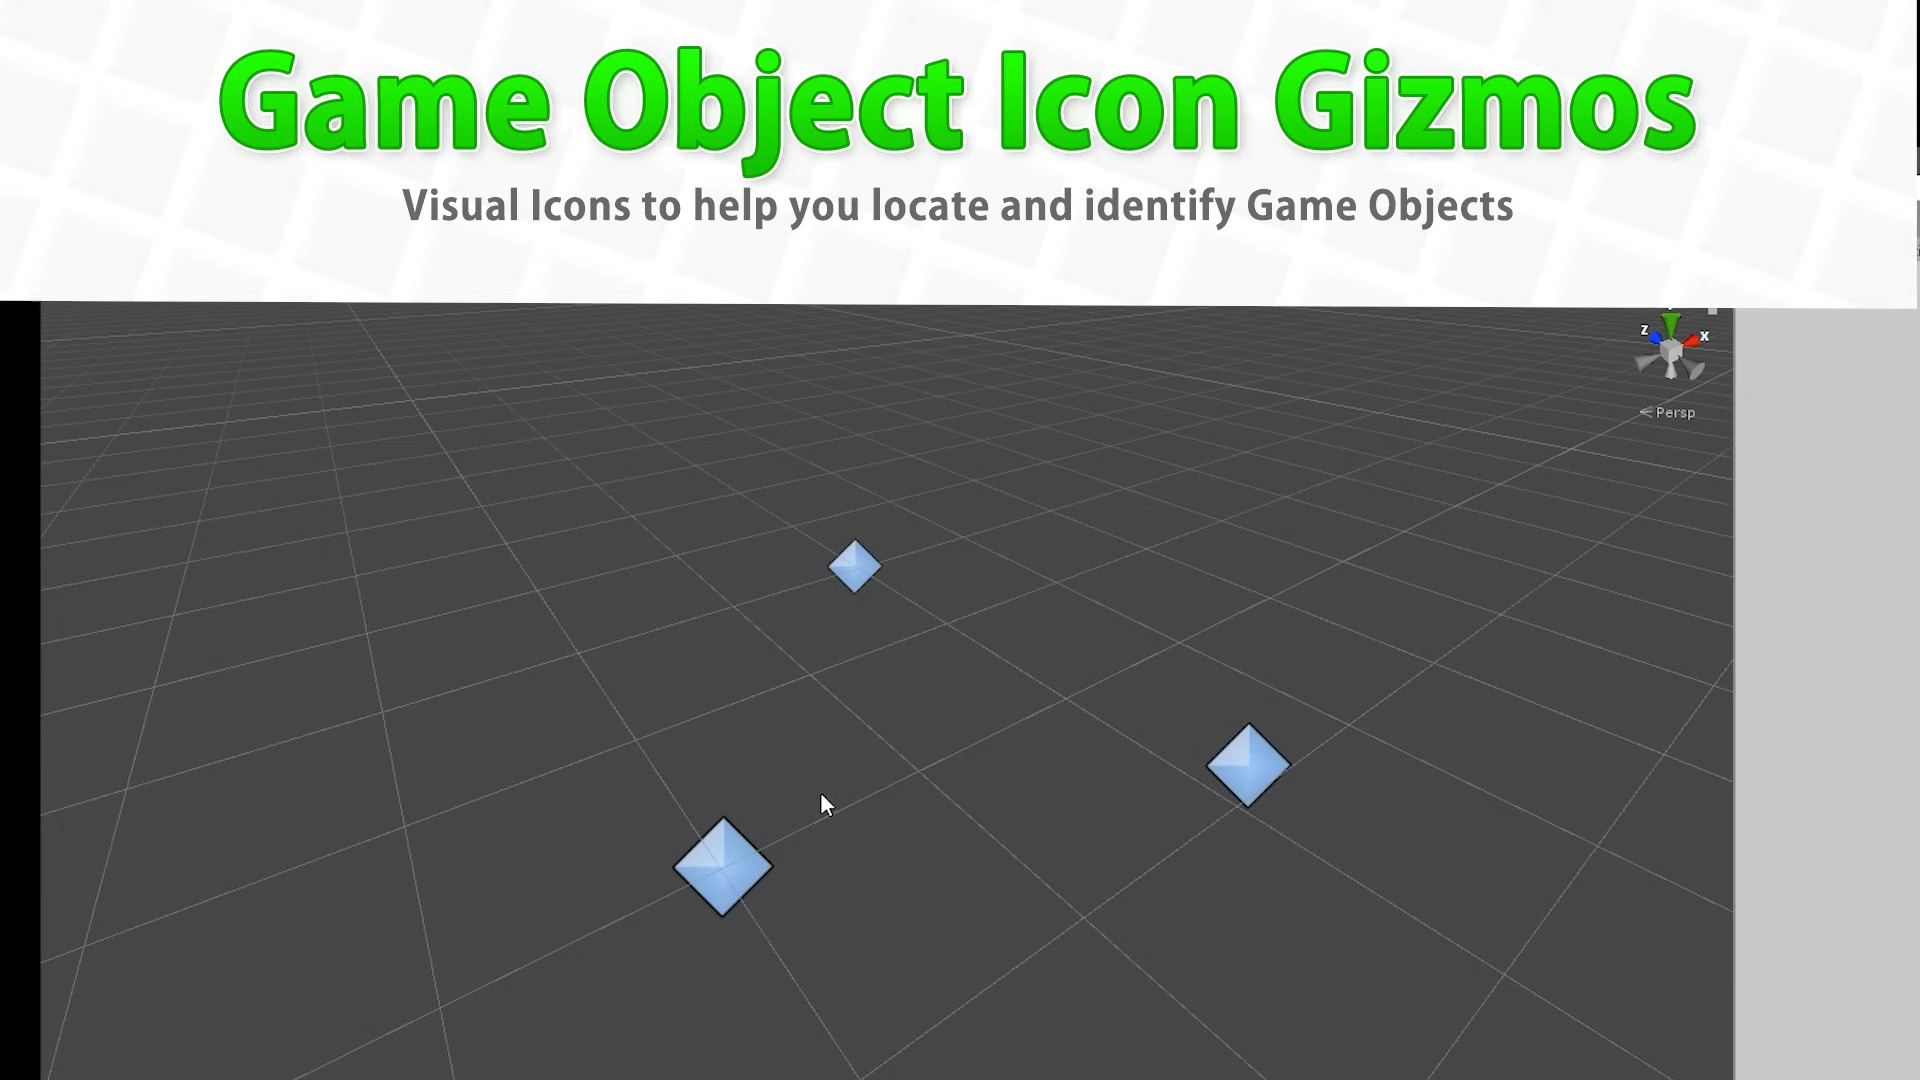 Game Object Icon Gizmos
Visual Icons to help you locate and identify Game Objects
z x
Persp